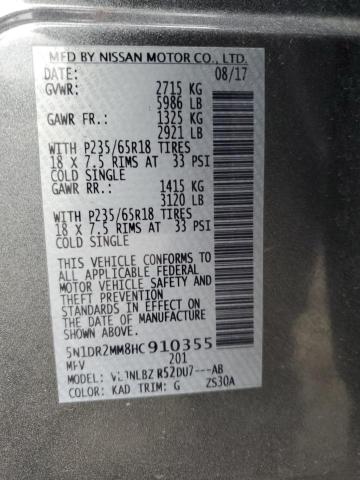 MFD BY NISSAN MOTOR CO., LTD.
DATE: 08/17
GVWR: 2715 KG
5986 LB
GAWR FR.: 1325 KG
2921 LB
WITH P235/65R18 TIRES
18 X 7.5 RIMS AT 33 PSI
COLD SINGLE
GAWR RR.: 1415 KG
3120 LB
WITH P235/65R18 TIRES
18 X 7.5 RIMS AT 33 PSI
COLD SINGLE
THIS VEHICLE CONFORMS TO
ALL APPLICABLE FEDERAL
MOTOR VEHICLE SAFETY AND
THEFT PREVENTION STANDARDS
IN EFFECT ON THE DATE OF
MANUFACTURE SHOWN ABOVE.
5N1DR2MM8HC910355
MPV 201
MODEL: R52DU7---AB
COLOR: KAD TRIM: G ZS30A